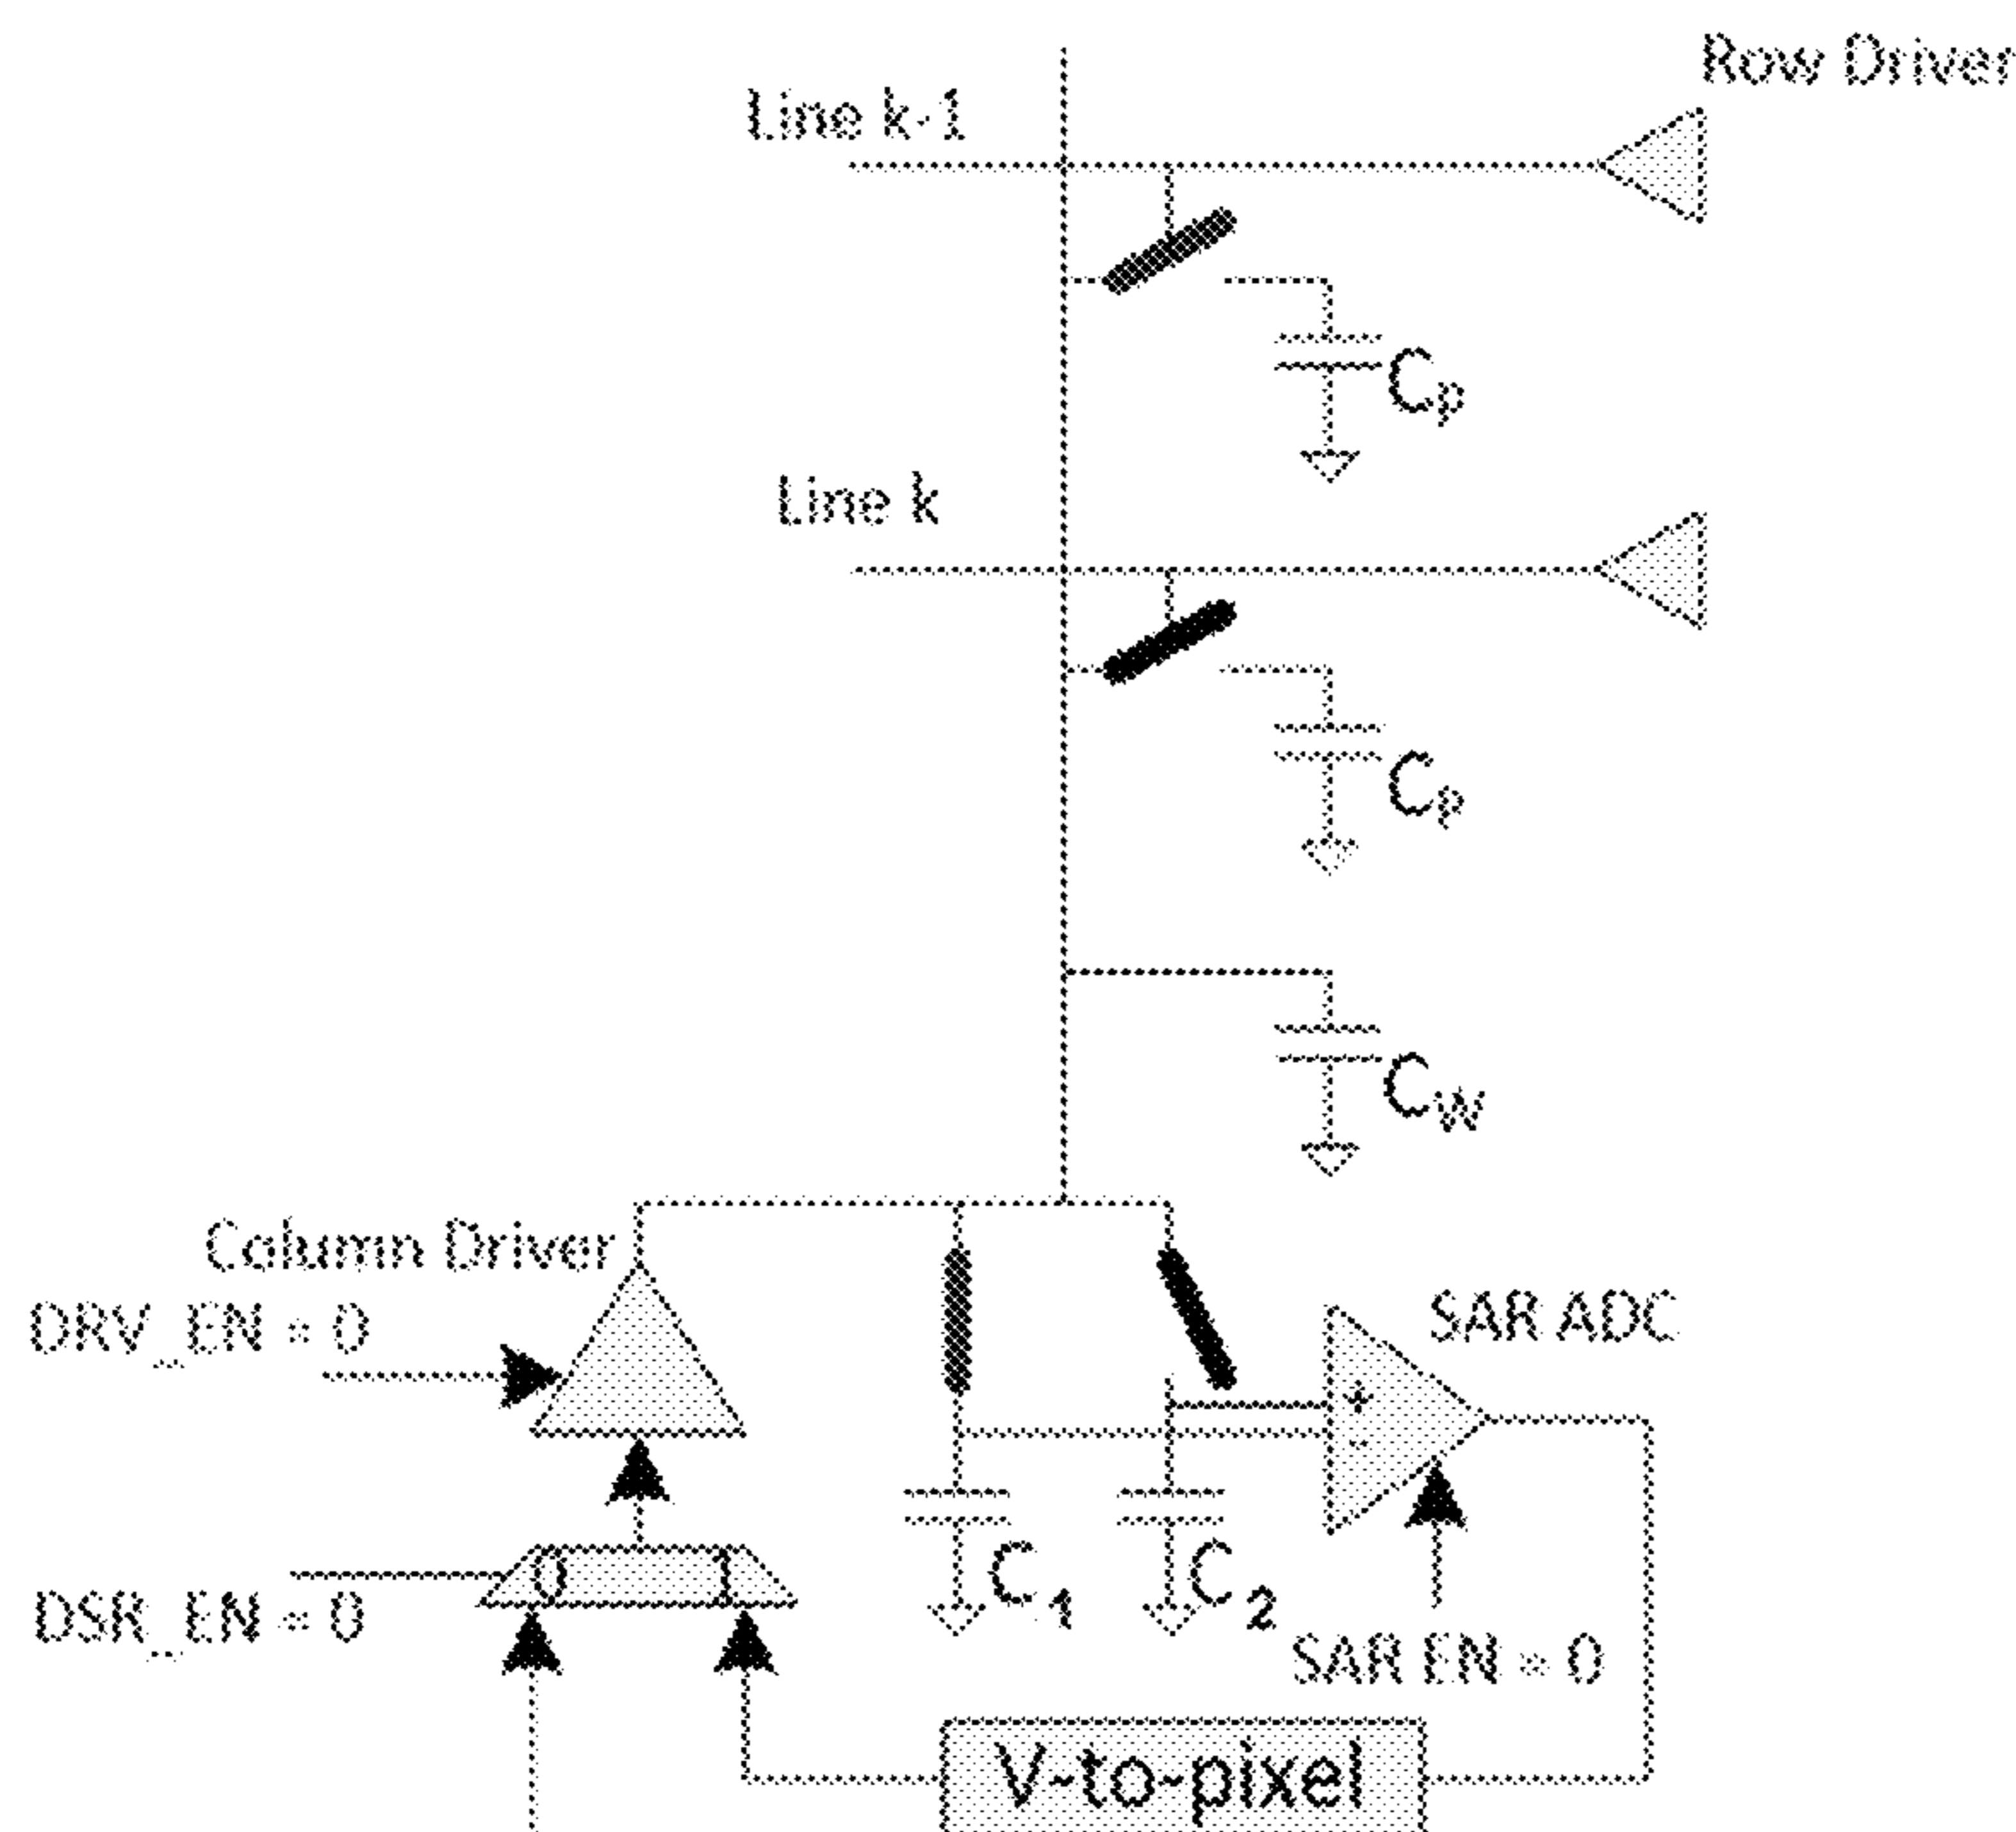 Row Driver
Line k-1
Cp
Line k
Cp
CW
Column Driver
DRV_EN = 0
SAR ADC
+
-
0 1
DSR_EN = 0
C1
C2
SAR EN = 0
V-to-pixel